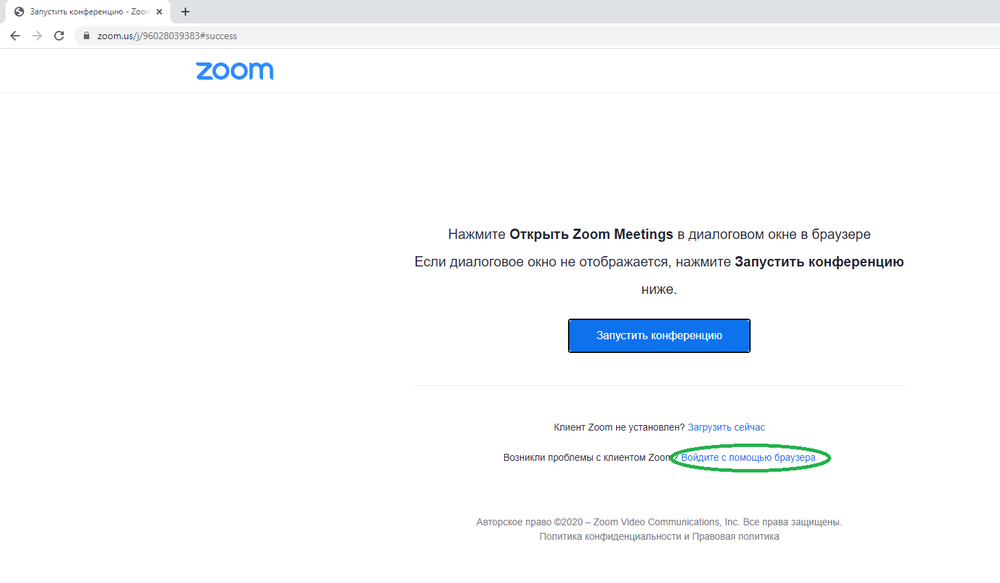 Запустить конференцию - Zoom
zoom.us/j/96028039383#success
zoom
Нажмите Открыть Zoom Meetings в диалоговом окне в браузере
Если диалоговое окно не отображается, нажмите Запустить конференцию
ниже.
Запустить конференцию
Клиент Zoom не установлен? Загрузить сейчас
Возникли проблемы с клиентом Zoom? Войдите с помощью браузера
Авторское право ©2020 – Zoom Video Communications, Inc. Все права защищены.
Политика конфиденциальности и Правовая политика